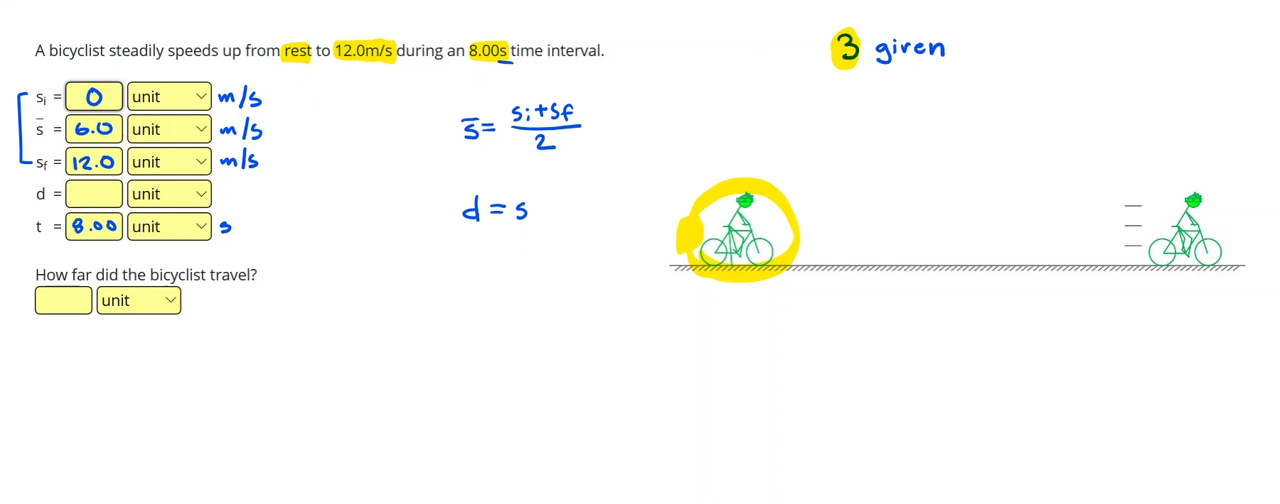 A bicyclist steadily speeds up from rest to 12.0m/s during an 8.00s time interval.
3 giren
si = 0 unit m/s
s̅ = 6.0 unit m/s
sf = 12.0 unit m/s
d = unit
t = 8.00 unit s
s̅ = si+sf
2
d = s
How far did the bicyclist travel?
unit